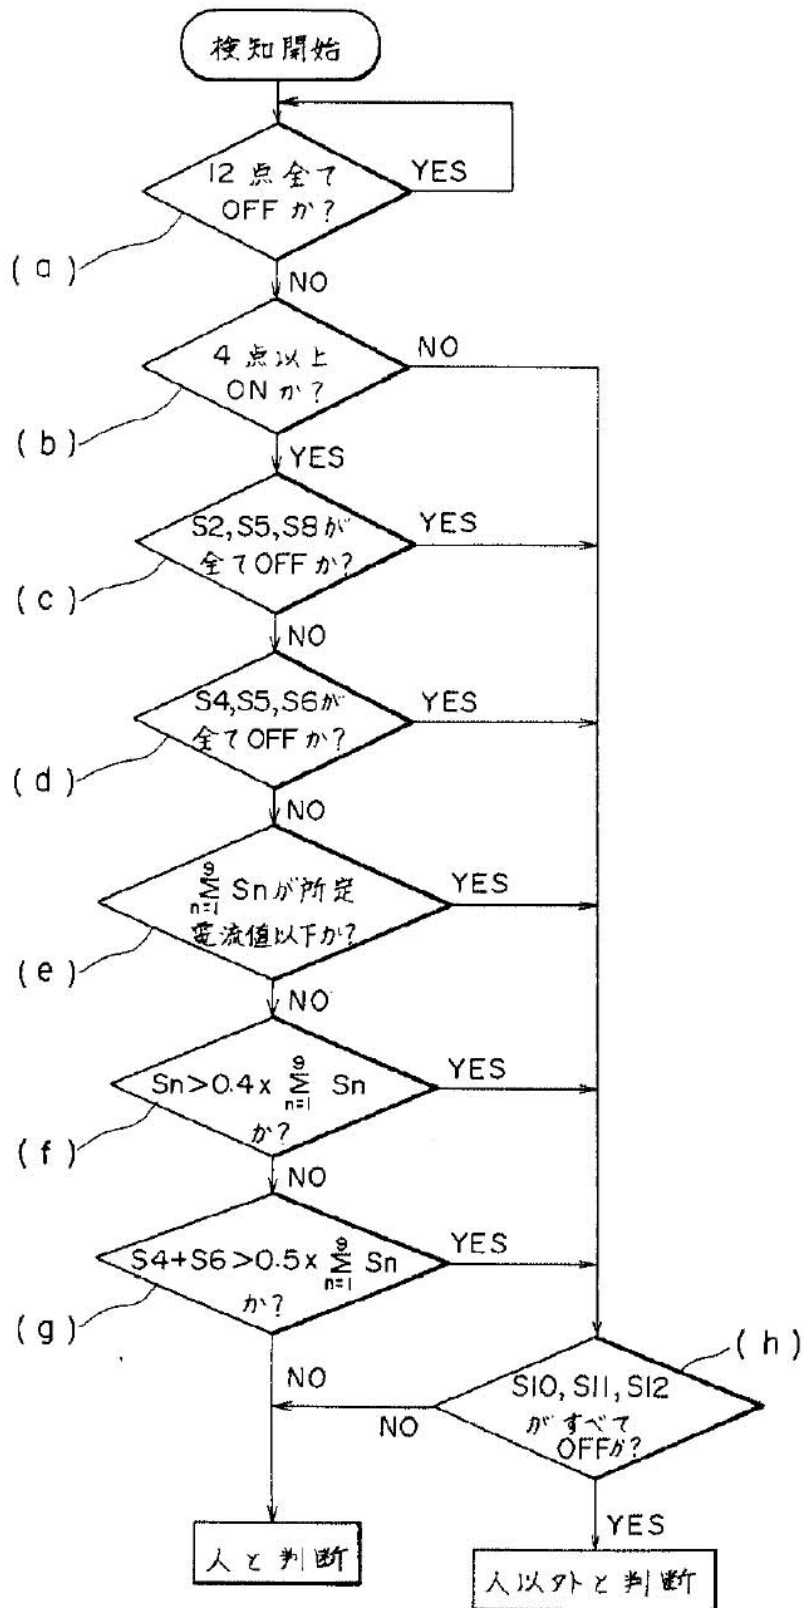 検知開始
12点全て
OFFか?
YES
(a)
NO
4点以上
ONか?
NO
(b)
YES
S2,S5,S8が
全てOFFか?
YES
(c)
NO
S4,S5,S6が
全てOFFか?
YES
(d)
NO
9
Σ Snが所定
n=1
電流値以下か?
YES
(e)
NO
9
Sn>0.4x Σ Sn
n=1
か?
YES
(f)
NO
9
S4+S6>0.5x Σ Sn
n=1
か?
YES
(g)
NO
(h)
S10,S11,S12
がすべて
OFFか?
NO
YES
人と判断
人以外と判断